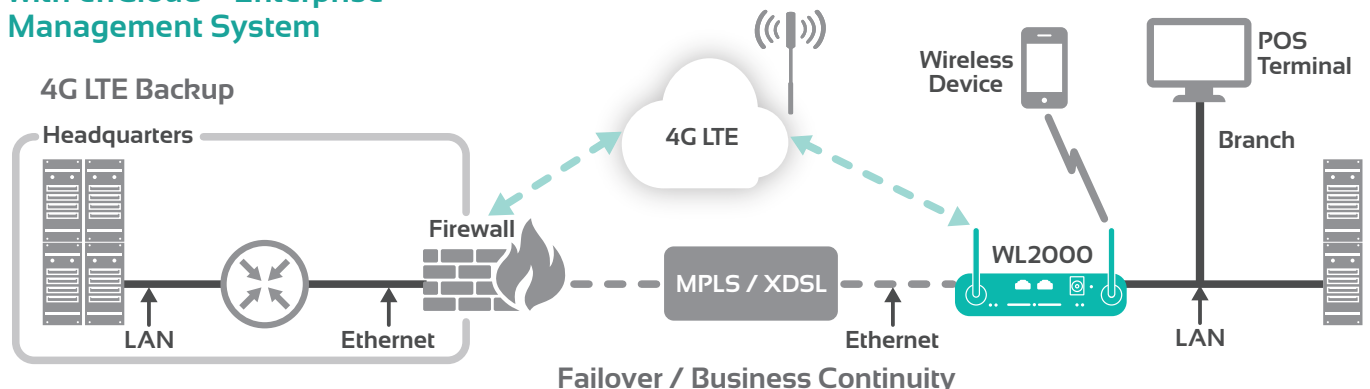 Management System
4G LTE Backup
Headquarters
LAN
Ethernet
Firewall
4G LTE
MPLS / XDSL
Ethernet
Wireless
Device
WL2000
POS
Terminal
Branch
LAN
Failover / Business Continuity